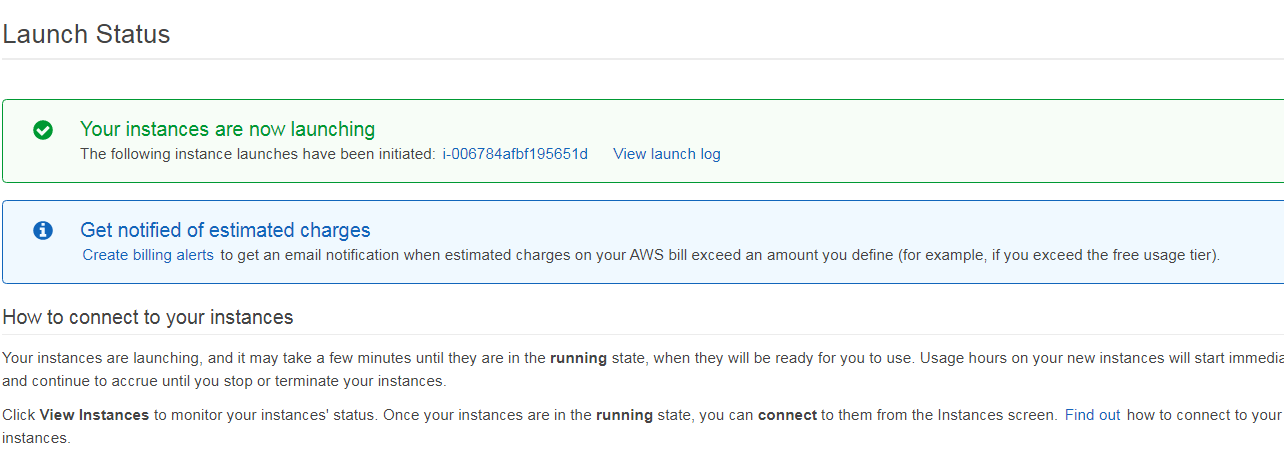 Launch Status
Your instances are now launching
The following instance launches have been initiated: i-006784afbf195651d View launch log
Get notified of estimated charges
Create billing alerts to get an email notification when estimated charges on your AWS bill exceed an amount you define (for example, if you exceed the free usage tier).
How to connect to your instances
Your instances are launching, and it may take a few minutes until they are in the running state, when they will be ready for you to use. Usage hours on your new instances will start
and continue to accrue until you stop or terminate your instances.
Click View Instances to monitor your instances' status. Once your instances are in the running state, you can connect to them from the Instances screen. Find out how to connect to your
instances.